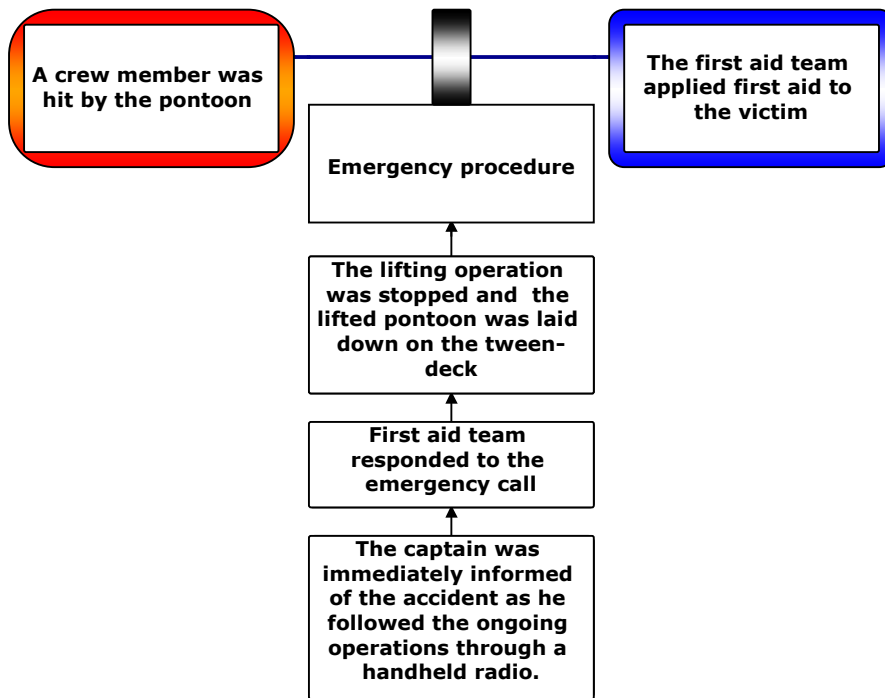 A crew member was
hit by the pontoon
The first aid team
applied first aid to
the victim
Emergency procedure
The lifting operation
was stopped and  the
lifted pontoon was laid
down on the tween-
deck
First aid team
responded to the
emergency call
The captain was
immediately informed
of the accident as he
followed the ongoing
operations through a
handheld radio.